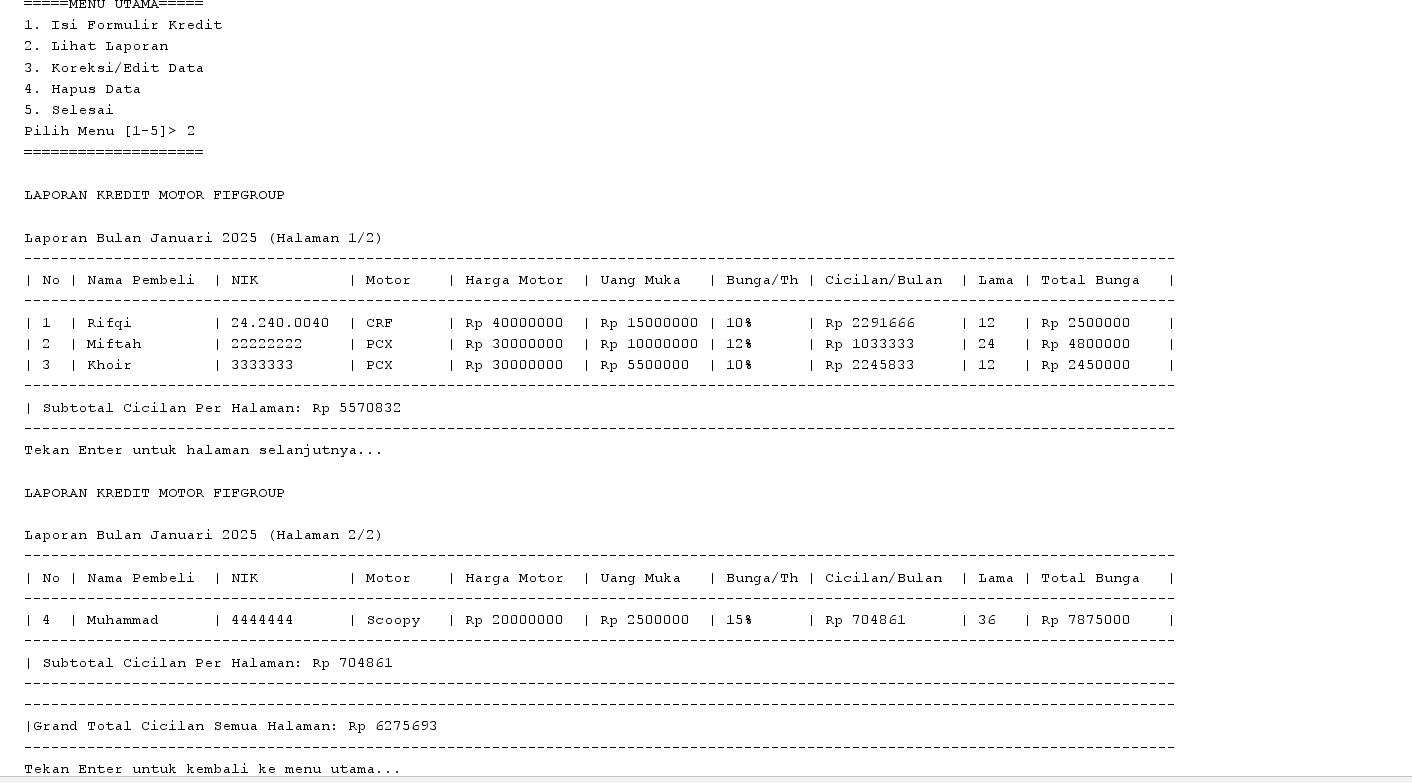 =====MENU UTAMA=====
1. Isi Formulir Kredit
2. Lihat Laporan
3. Koreksi/Edit Data
4. Hapus Data
5. Selesai
Pilih Menu [1-5]> 2
====================
LAPORAN KREDIT MOTOR FIFGROUP
Laporan Bulan Januari 2025 (Halaman 1/2)
--------------------------------------------------------------------------------------------------------------------------------
| No | Nama Pembeli  | NIK          | Motor    | Harga Motor  | Uang Muka   | Bunga/Th | Cicilan/Bulan  | Lama | Total Bunga   |
--------------------------------------------------------------------------------------------------------------------------------
| 1  | Rifqi         | 24.240.0040  | CRF      | Rp 40000000  | Rp 15000000 | 10%      | Rp 2291666     | 12   | Rp 2500000    |
| 2  | Miftah        | 22222222     | PCX      | Rp 30000000  | Rp 10000000 | 12%      | Rp 1033333     | 24   | Rp 4800000    |
| 3  | Khoir         | 3333333      | PCX      | Rp 30000000  | Rp 5500000  | 10%      | Rp 2245833     | 12   | Rp 2450000    |
--------------------------------------------------------------------------------------------------------------------------------
| Subtotal Cicilan Per Halaman: Rp 5570832
--------------------------------------------------------------------------------------------------------------------------------
Tekan Enter untuk halaman selanjutnya...
LAPORAN KREDIT MOTOR FIFGROUP
Laporan Bulan Januari 2025 (Halaman 2/2)
--------------------------------------------------------------------------------------------------------------------------------
| No | Nama Pembeli  | NIK          | Motor    | Harga Motor  | Uang Muka   | Bunga/Th | Cicilan/Bulan  | Lama | Total Bunga   |
--------------------------------------------------------------------------------------------------------------------------------
| 4  | Muhammad      | 4444444      | Scoopy   | Rp 20000000  | Rp 2500000  | 15%      | Rp 704861      | 36   | Rp 7875000    |
--------------------------------------------------------------------------------------------------------------------------------
| Subtotal Cicilan Per Halaman: Rp 704861
--------------------------------------------------------------------------------------------------------------------------------
--------------------------------------------------------------------------------------------------------------------------------
|Grand Total Cicilan Semua Halaman: Rp 6275693
--------------------------------------------------------------------------------------------------------------------------------
Tekan Enter untuk kembali ke menu utama...